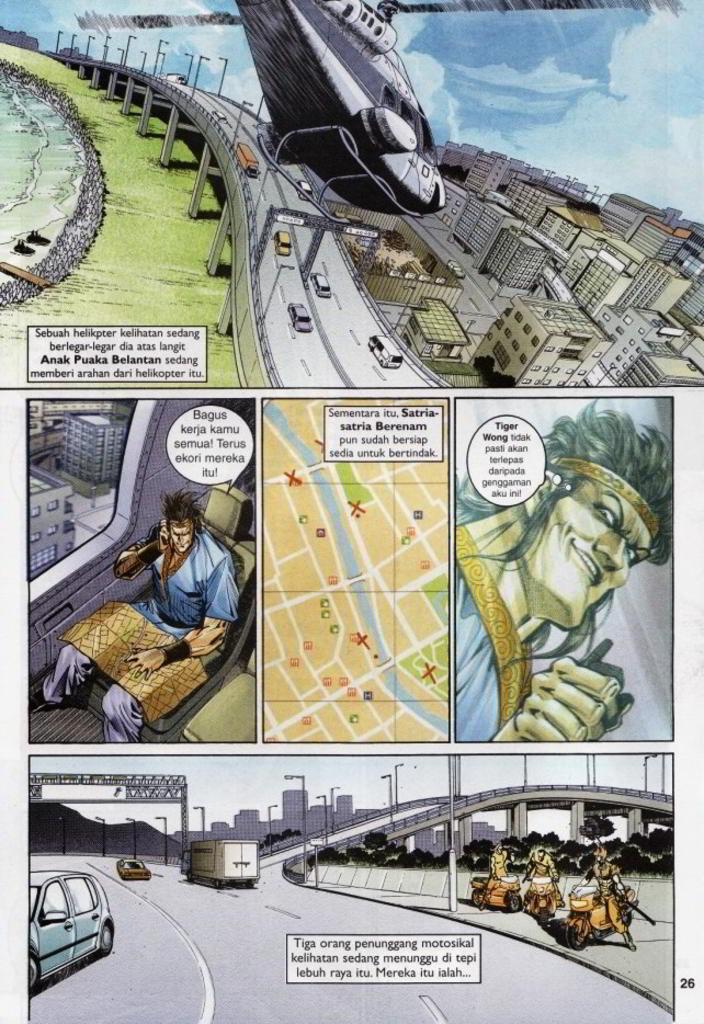 Sebuah helikpter kelihatan sedang
berlegar-legar dia atas langit
Anak Puaka Belantan sedang
memberi arahan dari helikopter itu.
Bagus
kerja kamu
semua! Terus
ekori mereka
itu!
Sementara itu, Satria-
satria Berenam
pun sudah bersiap
sedia untuk bertindak.
Tiger
Wong tidak
pasti akan
terlepas
daripada
genggaman
aku ini!
Tiga orang penunggang motosikal
kelihatan sedang menunggu di tepi
lebuh raya itu. Mereka itu ialah...
26